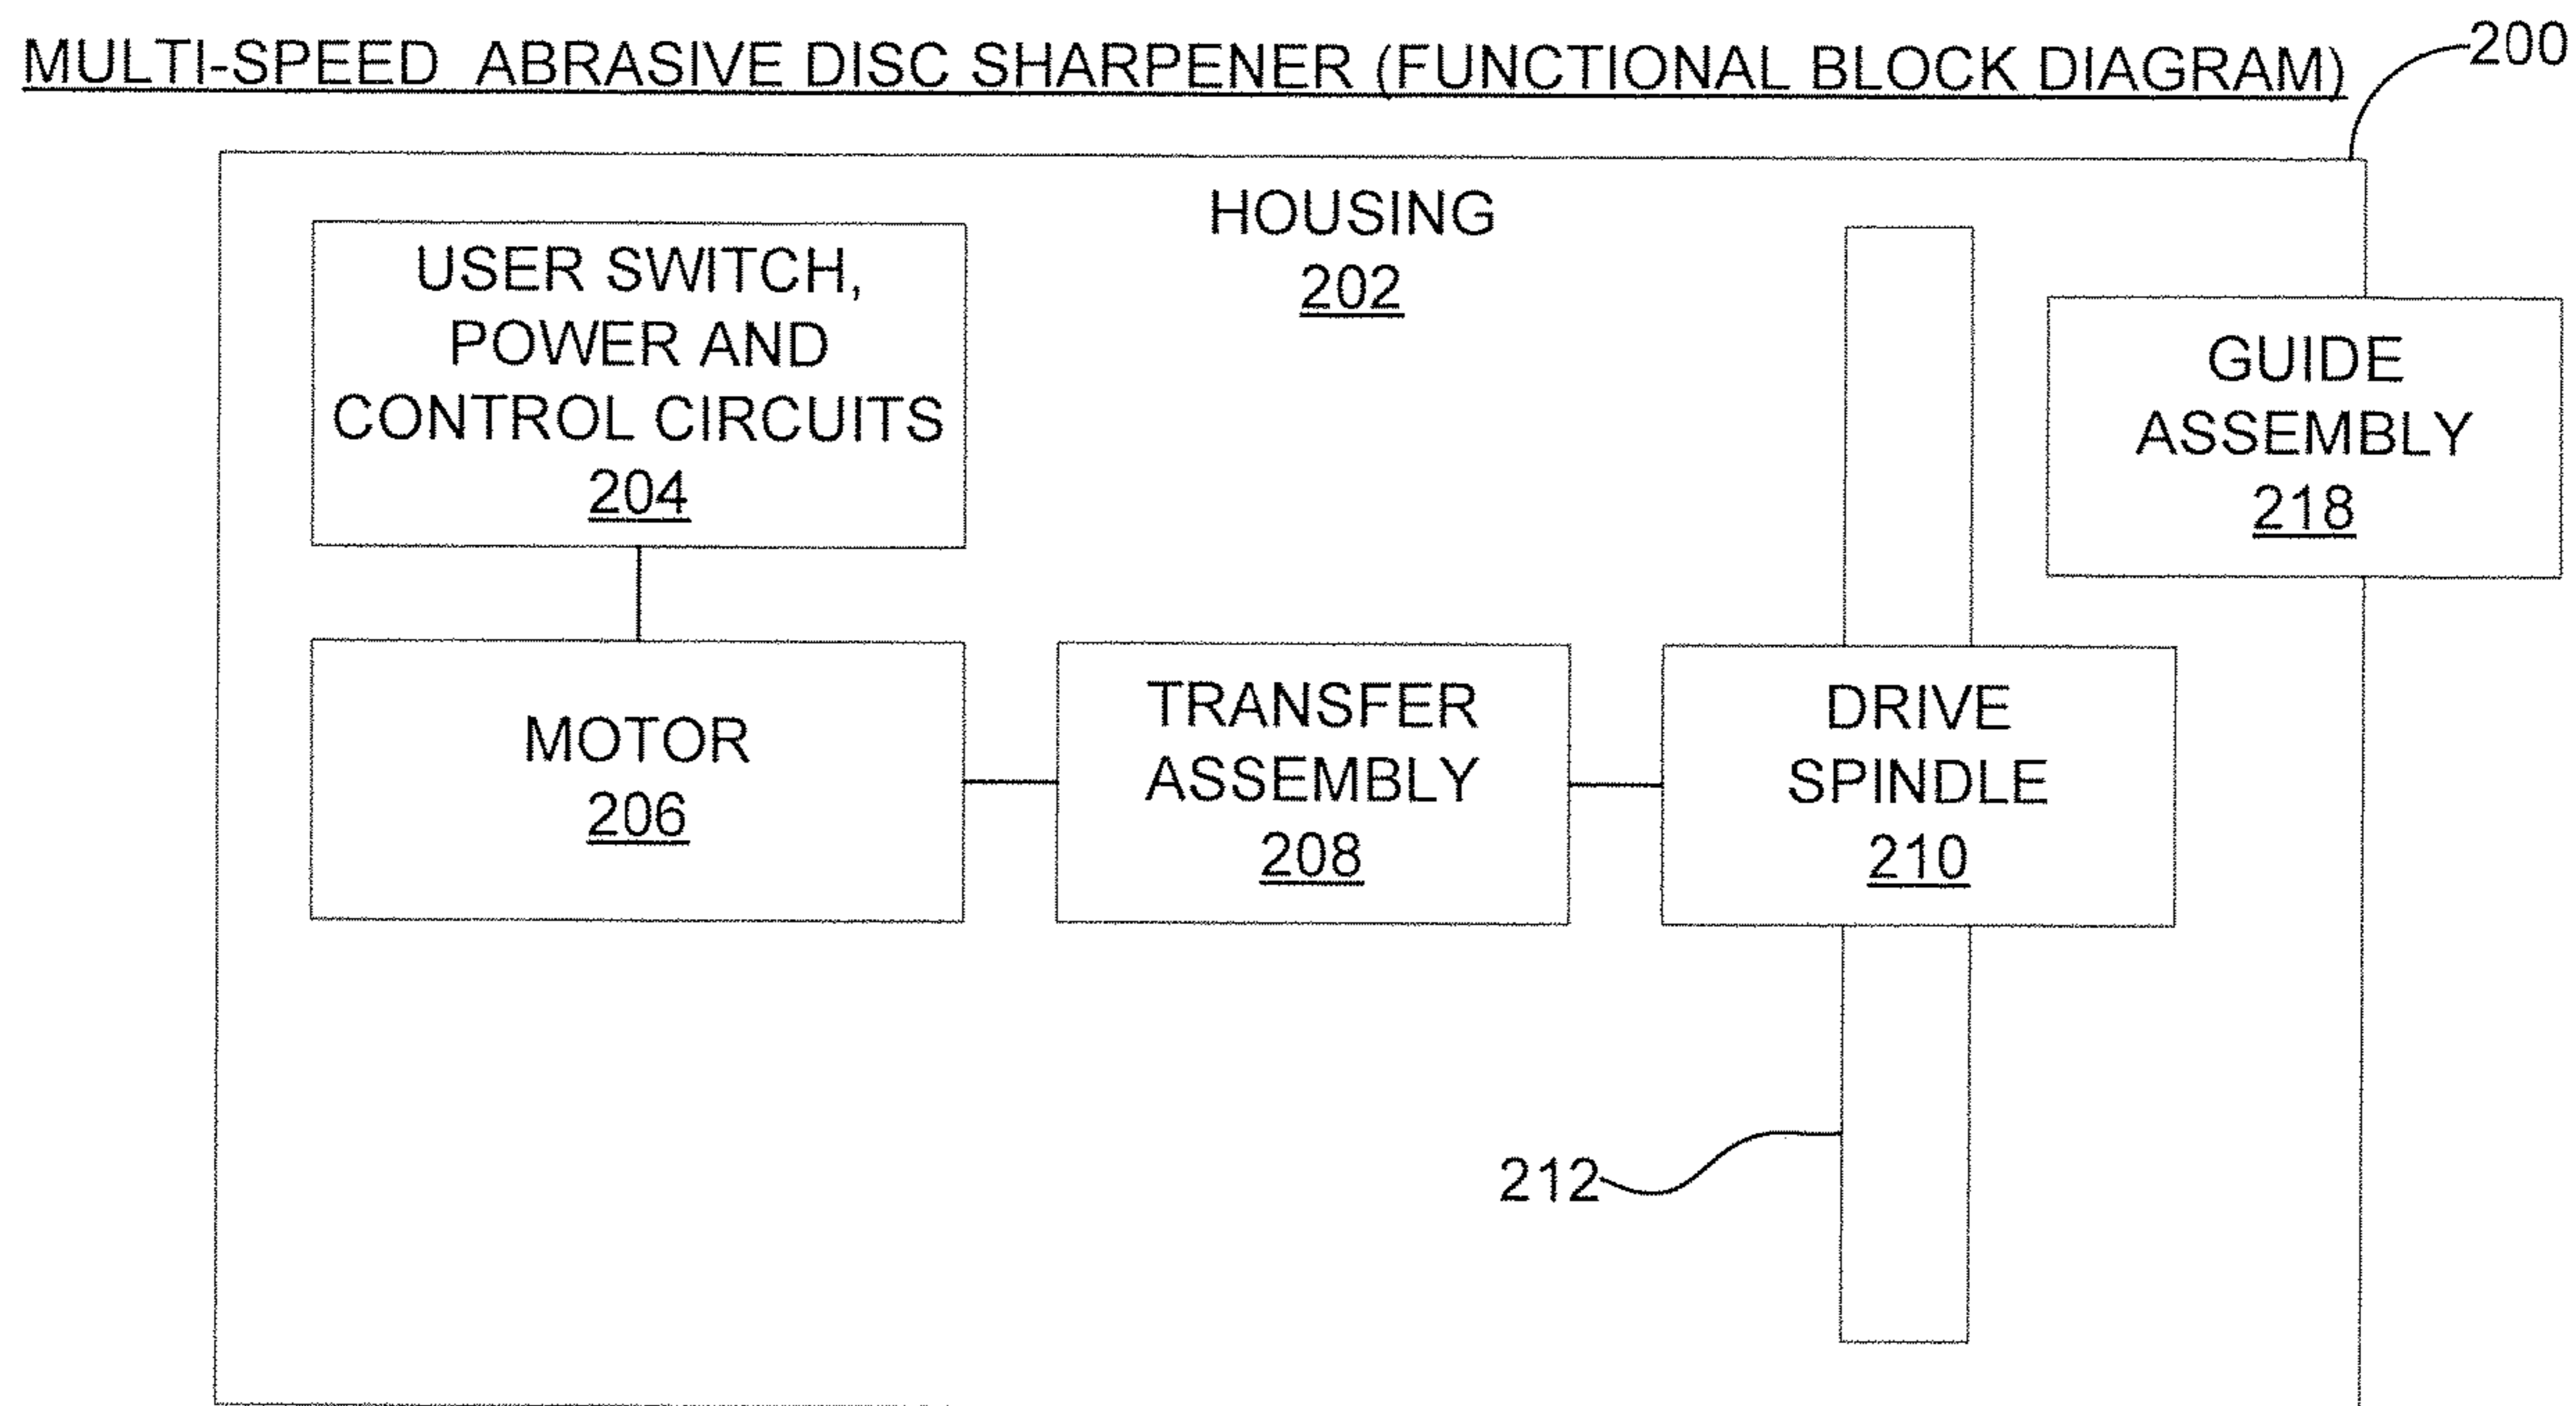 MULTI-SPEED ABRASIVE DISC SHARPENER (FUNCTIONAL BLOCK DIAGRAM)
200
HOUSING
202
USER SWITCH,
POWER AND
CONTROL CIRCUITS
204
GUIDE
ASSEMBLY
218
MOTOR
206
TRANSFER
ASSEMBLY
208
DRIVE
SPINDLE
210
212